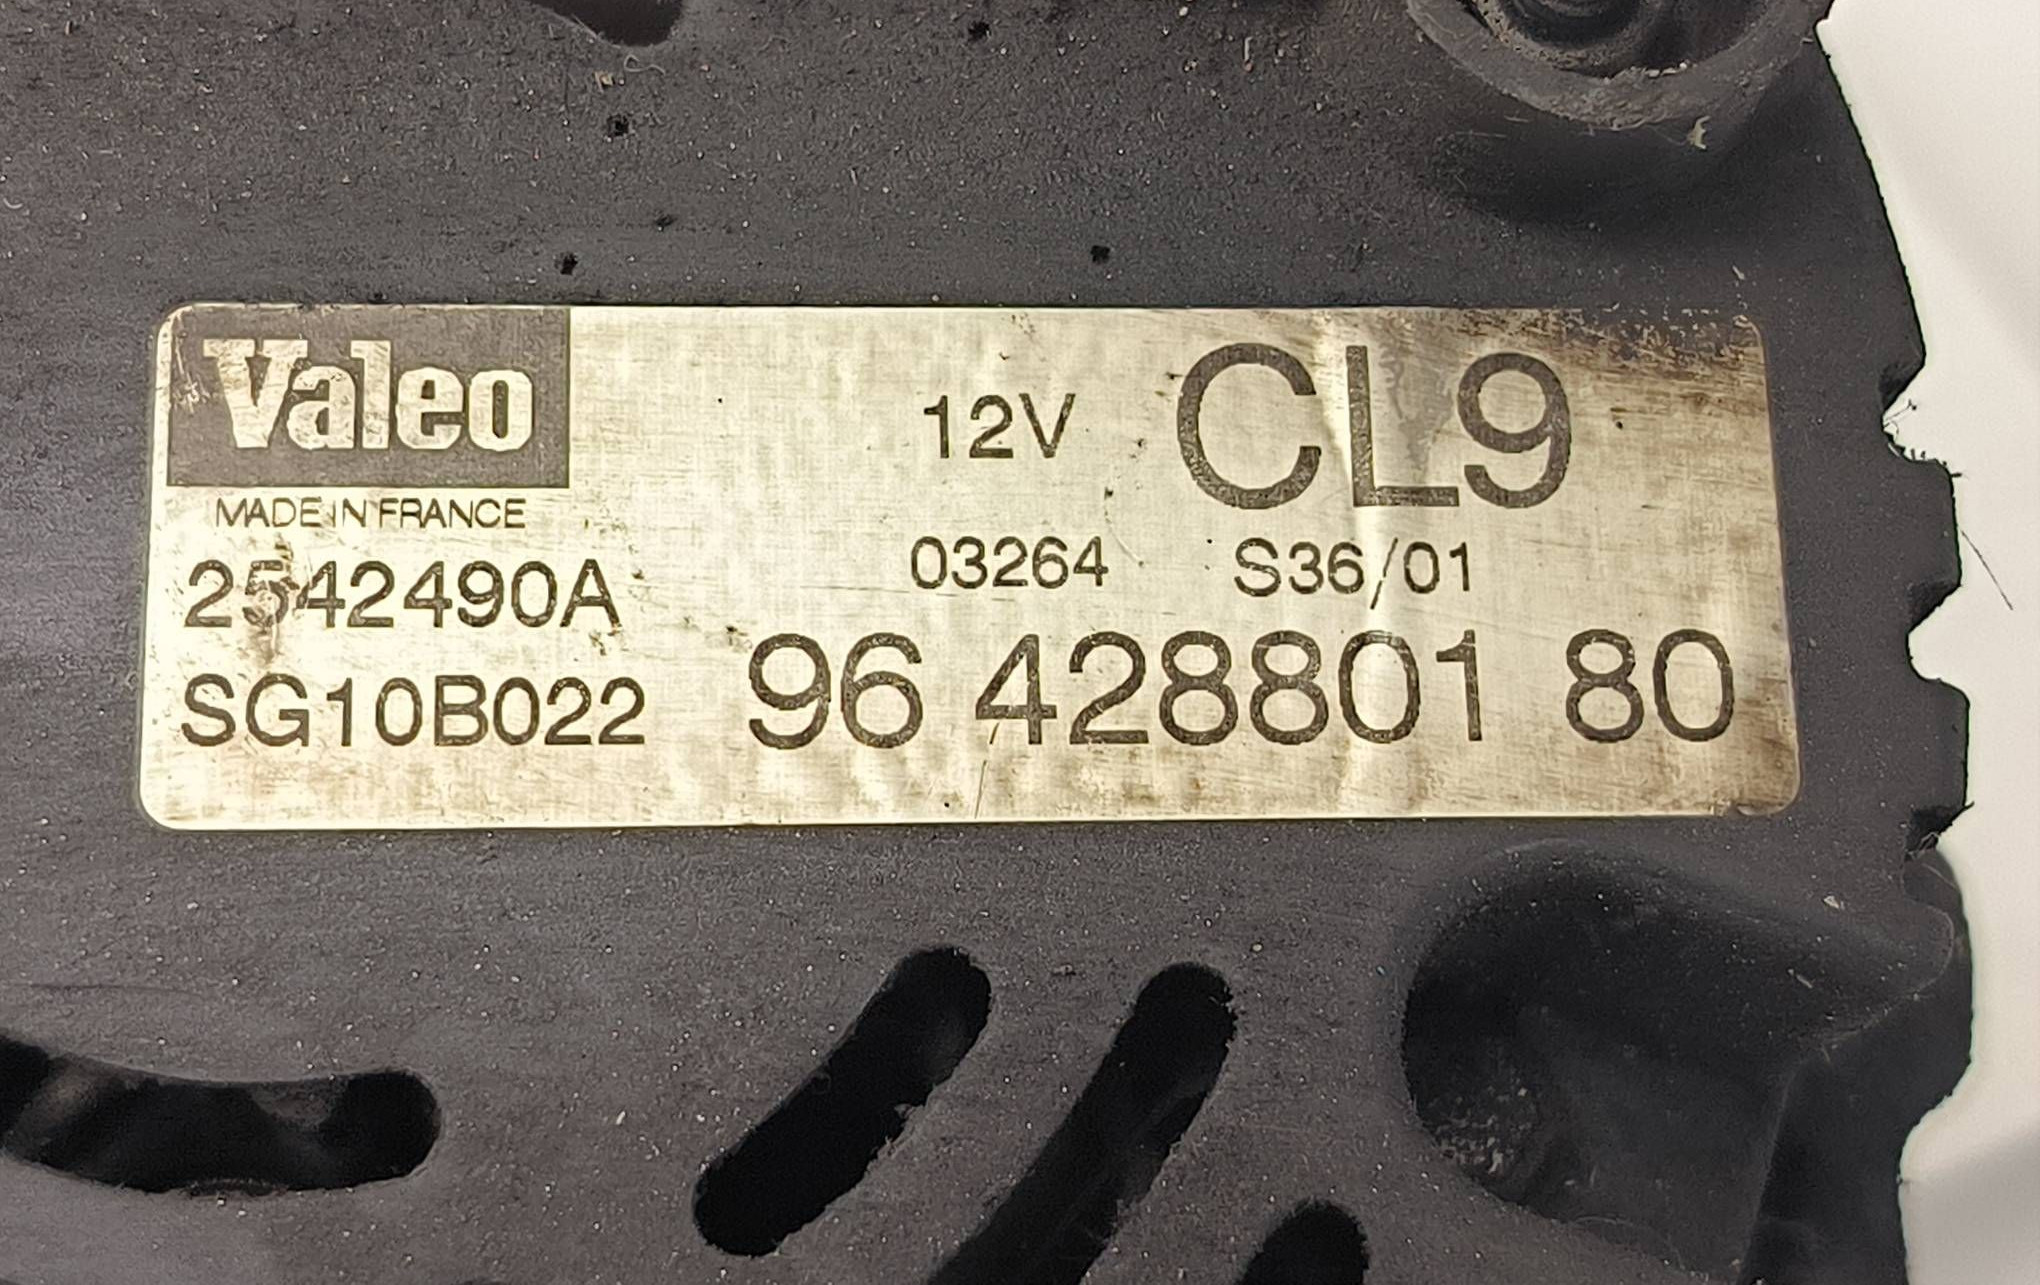 Valeo
MADE IN FRANCE
12V CL9
2542490A 03264 S36/01
SG10B022 96 428801 80